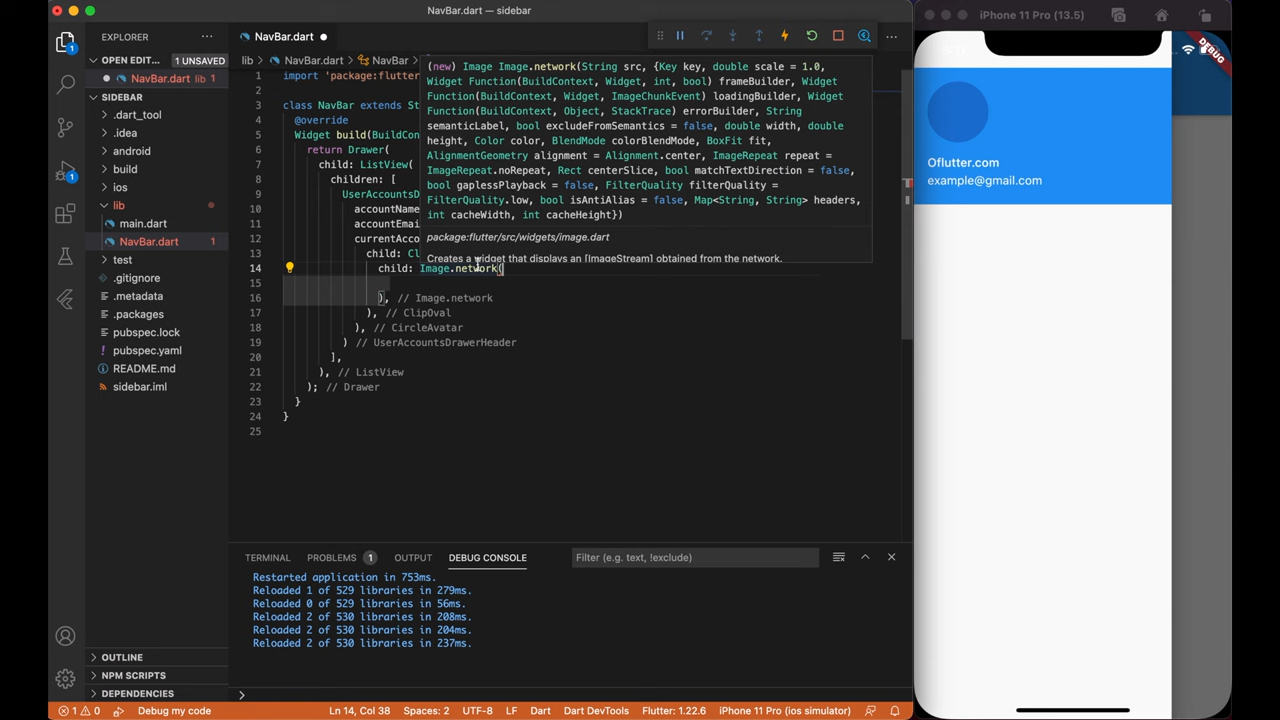 NavBar.dart — sidebar
EXPLORER
OPEN EDIT...
1 UNSAVED
NavBar.dart lib
1
SIDEBAR
.dart_tool
.idea
android
build
ios
lib
main.dart
NavBar.dart
1
test
.gitignore
.metadata
.packages
pubspec.lock
pubspec.yaml
README.md
sidebar.iml
OUTLINE
NPM SCRIPTS
DEPENDENCIES
1
1
NavBar.dart
lib > NavBar.dart > NavBar >
1 import 'package:flutter
2
3 class NavBar extends St
4 @override
5 Widget build(BuildCon
6 return Drawer(
7 child: ListView(
8 children: [
9 UserAccountsD
10 accountName
11 accountEmai
12 currentAcco
13 child: Cl
14 child: Image.network(
15
16 ), // Image.network
17 ), // ClipOval
18 ), // CircleAvatar
19 ) // UserAccountsDrawerHeader
20 ],
21 ), // ListView
22 ); // Drawer
23 }
24 }
25
(new) Image Image.network(String src, {Key key, double scale = 1.0,
Widget Function(BuildContext, Widget, int, bool) frameBuilder, Widget
Function(BuildContext, Widget, ImageChunkEvent) loadingBuilder, Widget
Function(BuildContext, Object, StackTrace) errorBuilder, String
semanticLabel, bool excludeFromSemantics = false, double width, double
height, Color color, BlendMode colorBlendMode, BoxFit fit,
AlignmentGeometry alignment = Alignment.center, ImageRepeat repeat =
ImageRepeat.noRepeat, Rect centerSlice, bool matchTextDirection = false,
bool gaplessPlayback = false, FilterQuality filterQuality =
FilterQuality.low, bool isAntiAlias = false, Map<String, String> headers,
int cacheWidth, int cacheHeight})
package:flutter/src/widgets/image.dart
Creates a widget that displays an [ImageStream] obtained from the network.
TERMINAL PROBLEMS 1 OUTPUT DEBUG CONSOLE
Filter (e.g. text, !exclude)
Restarted application in 753ms.
Reloaded 1 of 529 libraries in 279ms.
Reloaded 0 of 529 libraries in 56ms.
Reloaded 2 of 530 libraries in 208ms.
Reloaded 2 of 530 libraries in 204ms.
Reloaded 2 of 530 libraries in 237ms.
1 0 Debug my code Ln 14, Col 38 Spaces: 2 UTF-8 LF Dart Dart DevTools Flutter: 1.22.6 iPhone 11 Pro (ios simulator)
iPhone 11 Pro (13.5)
DEBUG
Oflutter.com
example@gmail.com